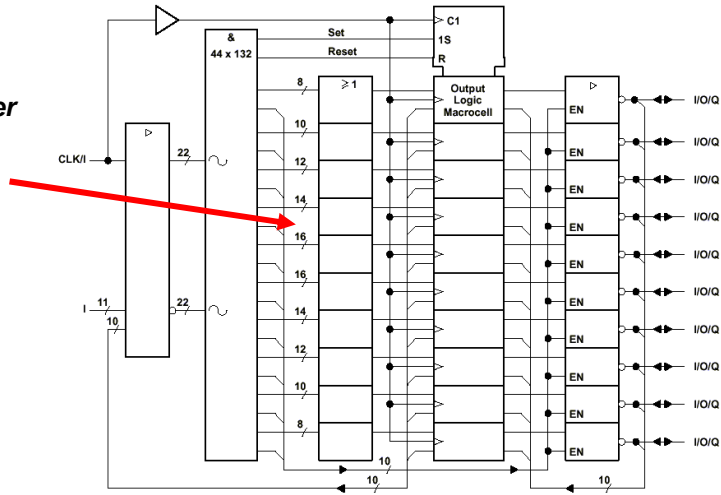 C1
& Set 1S
44 x 132 Reset R
8 ≥ 1 Output Logic Macrocell I/O/Q
er
EN
10 I/O/Q
CLK/I 22 EN
12 I/O/Q
EN
14 I/O/Q
EN
16 I/O/Q
EN
16 I/O/Q
I 11 22 EN
10 14 I/O/Q
EN
12 I/O/Q
EN
10 I/O/Q
EN
8 I/O/Q
EN
10
10 10